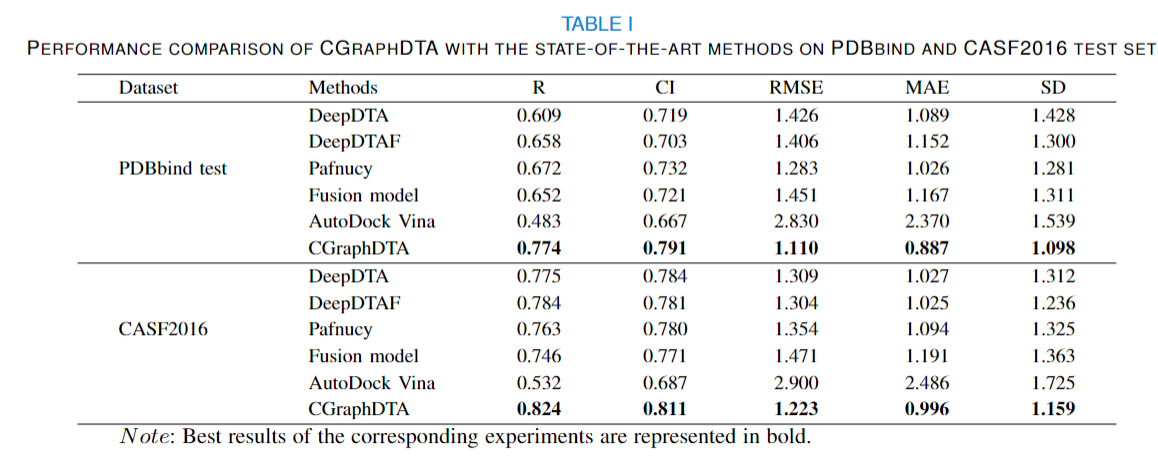 TABLE I
PERFORMANCE COMPARISON OF CGRAPHDTA WITH THE STATE-OF-THE-ART METHODS ON PDBBIND AND CASF2016 TEST SET
Dataset Methods R CI RMSE MAE SD
DeepDTA 0.609 0.719 1.426 1.089 1.428
DeepDTAF 0.658 0.703 1.406 1.152 1.300
PDBbind test Pafnucy 0.672 0.732 1.283 1.026 1.281
Fusion model 0.652 0.721 1.451 1.167 1.311
AutoDock Vina 0.483 0.667 2.830 2.370 1.539
CGraphDTA 0.774 0.791 1.110 0.887 1.098
DeepDTA 0.775 0.784 1.309 1.027 1.312
DeepDTAF 0.784 0.781 1.304 1.025 1.236
CASF2016 Pafnucy 0.763 0.780 1.354 1.094 1.325
Fusion model 0.746 0.771 1.471 1.191 1.363
AutoDock Vina 0.532 0.687 2.900 2.486 1.725
CGraphDTA 0.824 0.811 1.223 0.996 1.159
Note: Best results of the corresponding experiments are represented in bold.